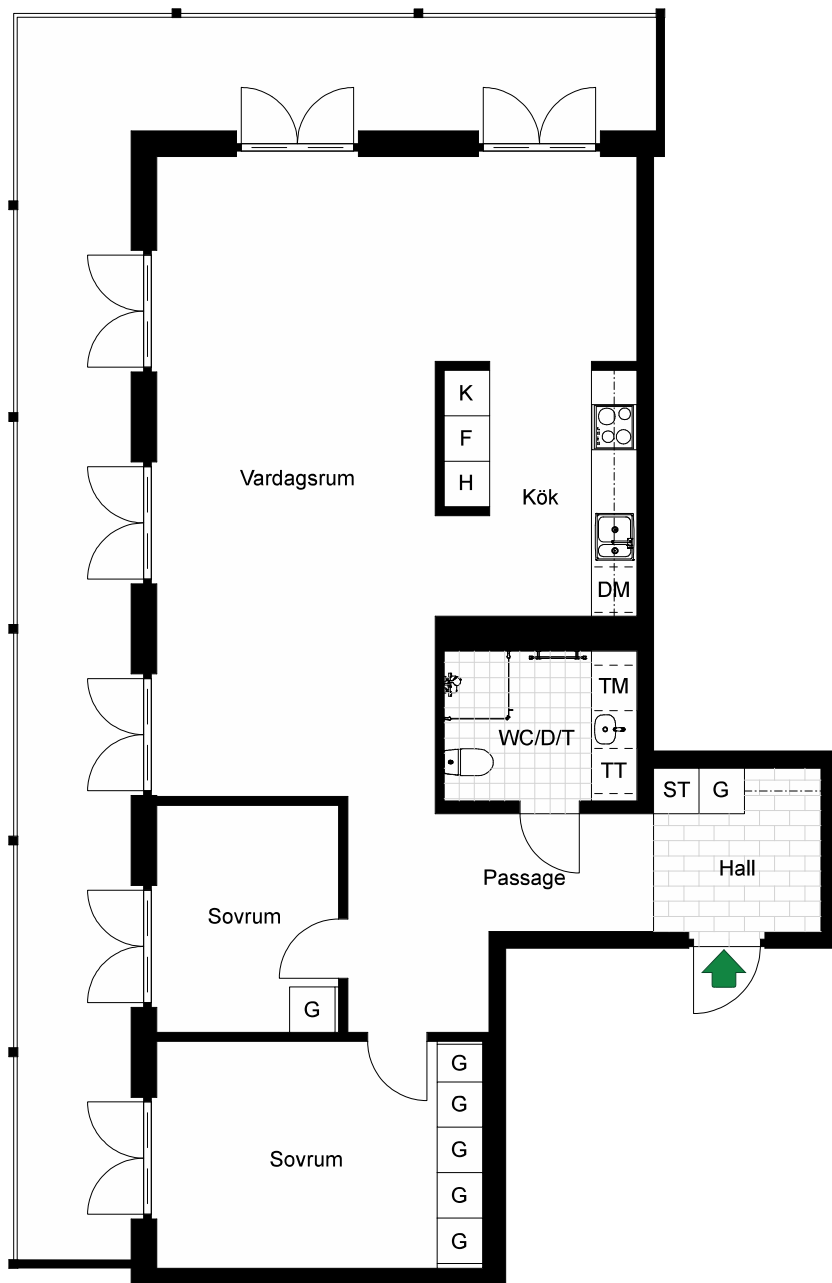 K
F
Vardagsrum
H
Kök
DM
TM
WC/D/T
TT
ST G
Hall
Passage
Sovrum
G
G
G
G
Sovrum
G
G